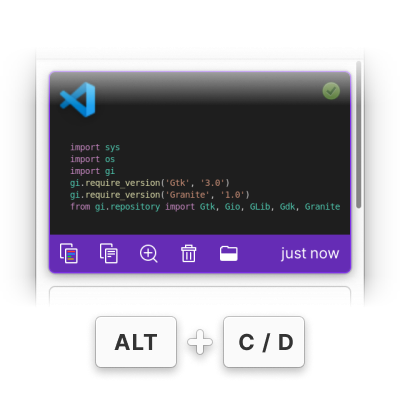 import sys
import os
import gi
gi.require_version('Gtk', '3.0')
gi.require_version('Granite', '1.0')
from gi.repository import Gtk, Gio, GLib, Gdk, Granite
just now
ALT + C / D